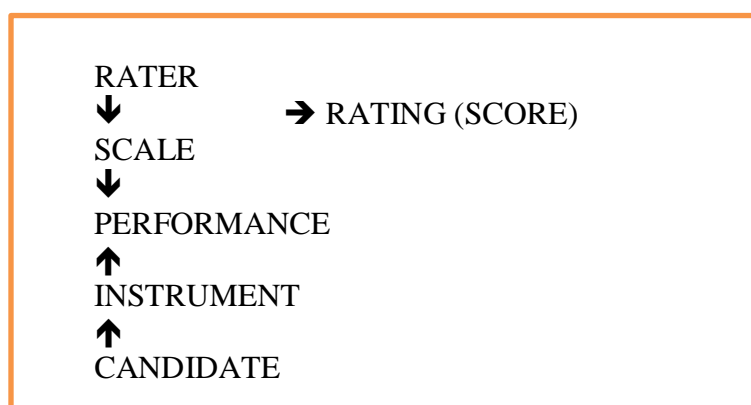 RATER
🡫 🡪 RATING (SCORE)
SCALE
🡫
PERFORMANCE
🡩
INSTRUMENT
🡩
CANDIDATE